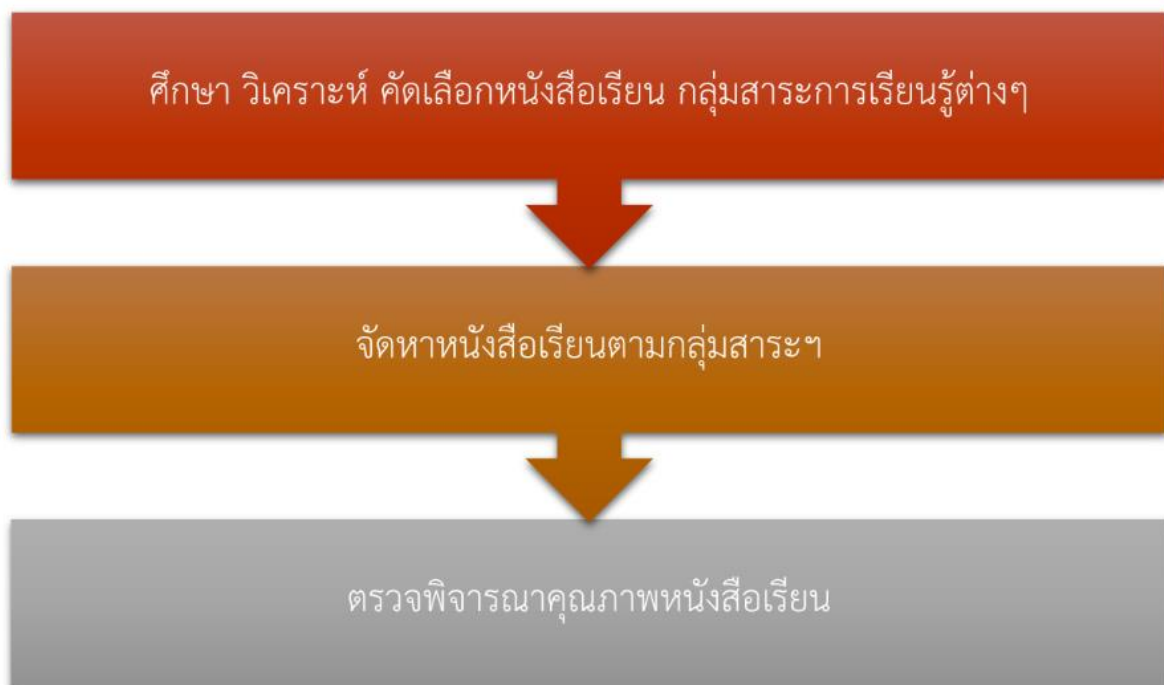 ศึกษา วิเคราะห์ คัดเลือกหนังสือเรียน กลุ่มสาระการเรียนรู้ต่างๆ
จัดหาหนังสือเรียนตามกลุ่มสาระฯ
ตรวจพิจารณาคุณภาพหนังสือเรียน